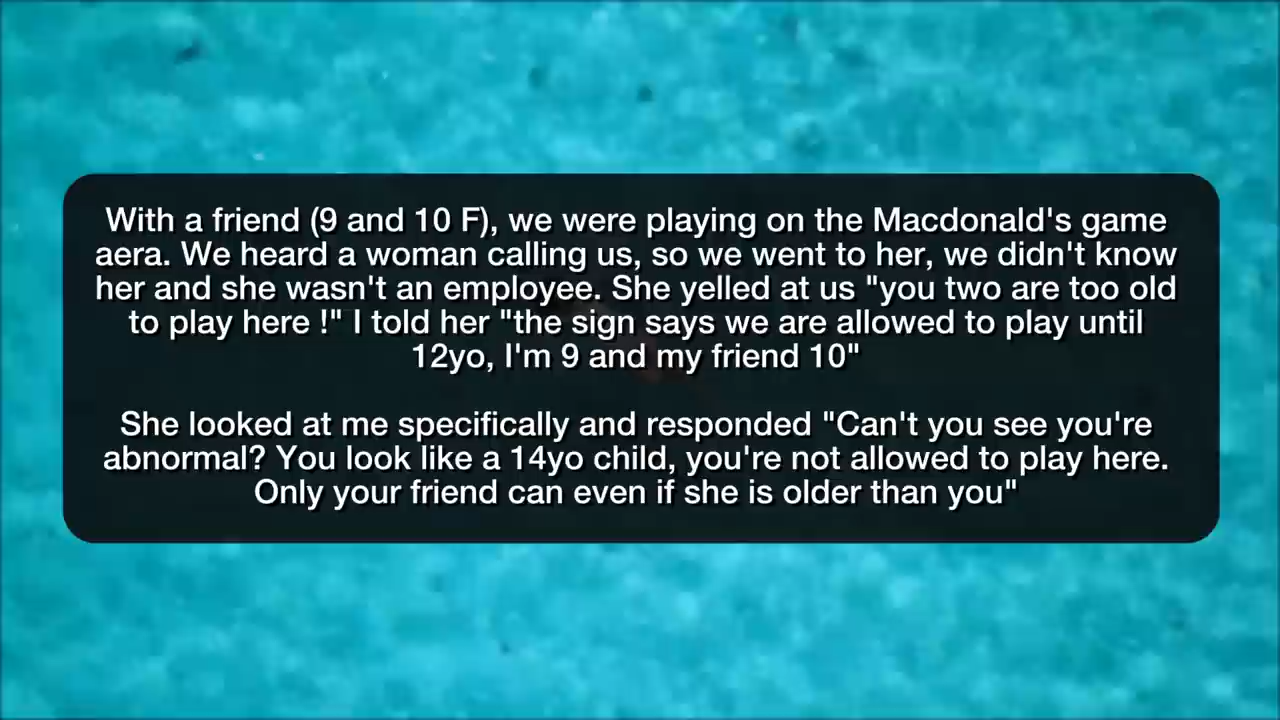 With a friend (9 and 10 F), we were playing on the Macdonald's game
aera. We heard a woman calling us, so we went to her, we didn't know
her and she wasn't an employee. She yelled at us "you two are too old
to play here !" I told her "the sign says we are allowed to play until
12yo, I'm 9 and my friend 10"
She looked at me specifically and responded "Can't you see you're
abnormal? You look like a 14yo child, you're not allowed to play here.
Only your friend can even if she is older than you"